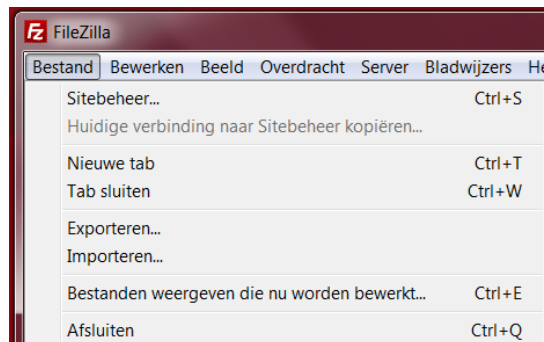 FileZilla
Bestand Bewerken Beeld Overdracht Server Bladwijzers
Sitebeheer... Ctrl+S
Huidige verbinding naar Sitebeheer kopiëren...
Nieuwe tab Ctrl+T
Tab sluiten Ctrl+W
Exporteren...
Importeren...
Bestanden weergeven die nu worden bewerkt... Ctrl+E
Afsluiten Ctrl+Q